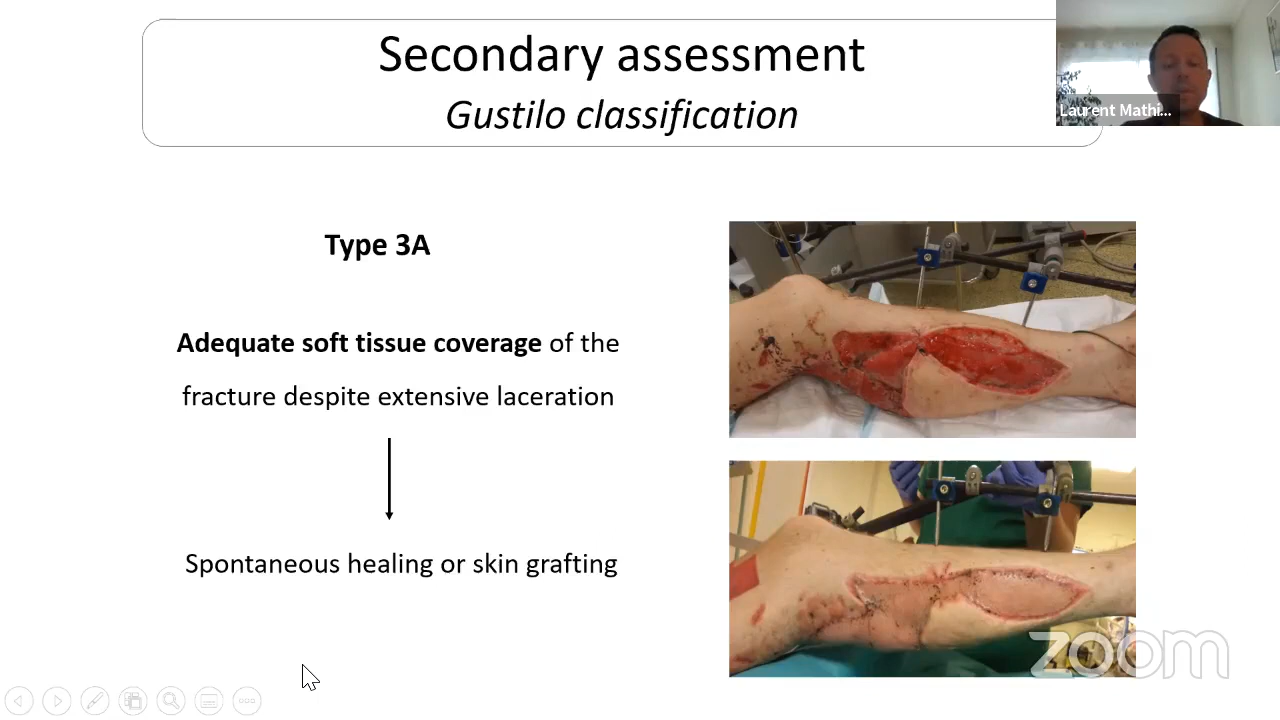 Secondary assessment
Gustilo classification
Laurent Mathi...
Type 3A
Adequate soft tissue coverage of the
fracture despite extensive laceration
Spontaneous healing or skin grafting
zoom